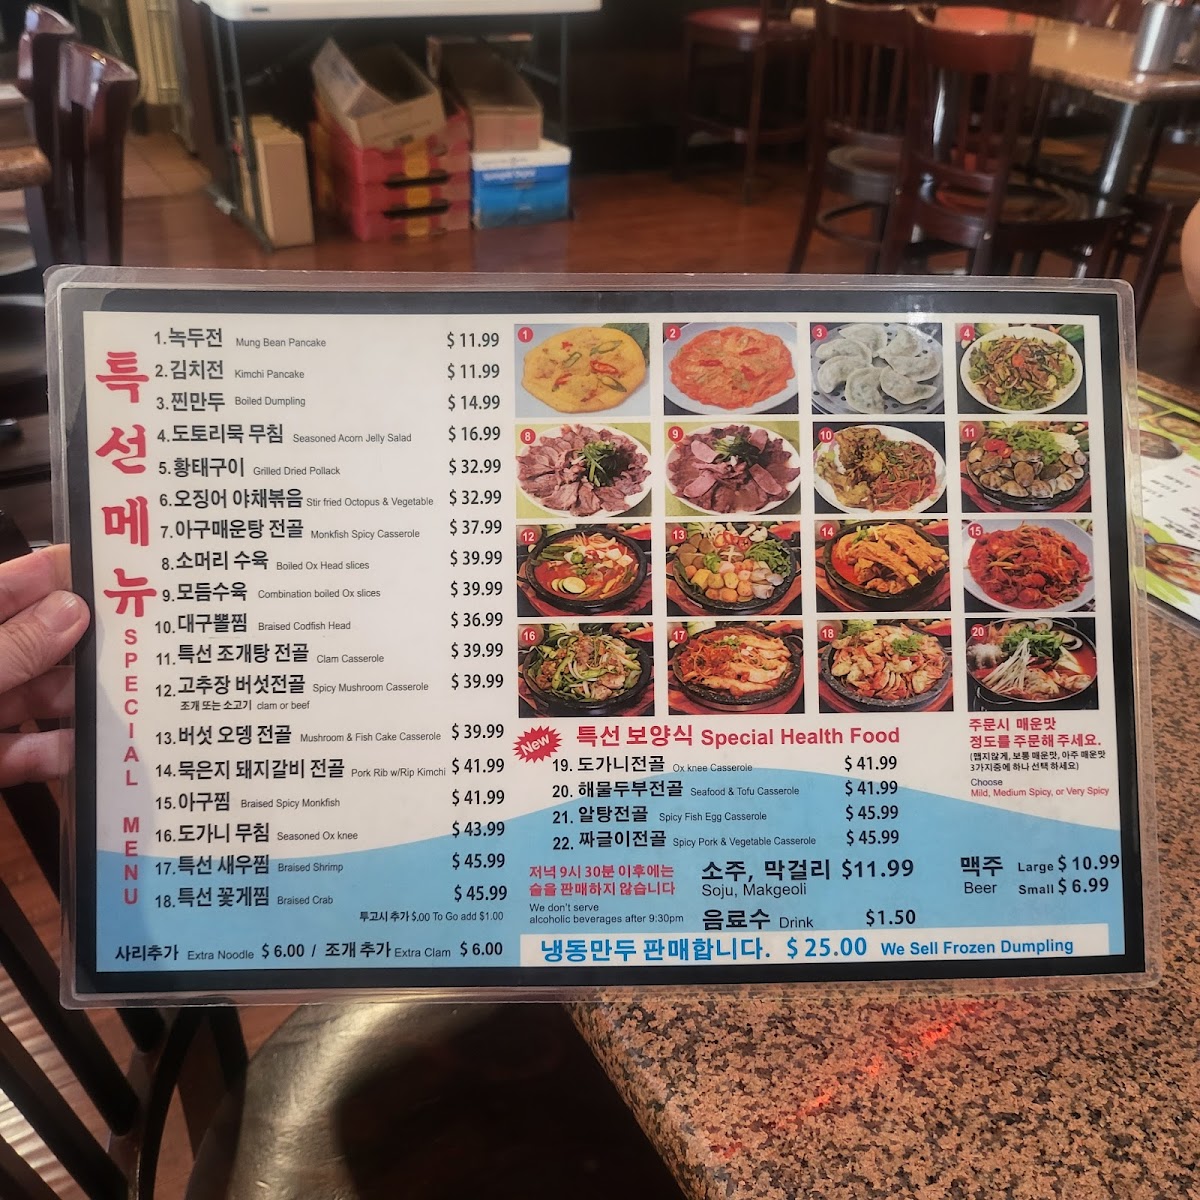 특선메뉴
SPECIAL MENU
1.녹두전 Mung Bean Pancake $ 11.99
2.김치전 Kimchi Pancake $ 11.99
3.찐만두 Boiled Dumpling $ 14.99
4.도토리묵 무침 Seasoned Acorn Jelly Salad $ 16.99
5.황태구이 Grilled Dried Pollack $ 32.99
6.오징어 야채볶음 Stir fried Octopus & Vegetable $ 32.99
7.아구매운탕 전골 Monkfish Spicy Casserole $ 37.99
8.소머리 수육 Boiled Ox Head slices $ 39.99
9.모듬수육 Combination boiled Ox slices $ 39.99
10.대구뽈찜 Braised Codfish Head $ 36.99
11.특선 조개탕 전골 Clam Casserole $ 39.99
12.고추장 버섯전골 Spicy Mushroom Casserole $ 39.99
조개 또는 소고기 clam or beef
13.버섯 오뎅 전골 Mushroom & Fish Cake Casserole $ 39.99
14.묵은지 돼지갈비 전골 Pork Rib w/Rip Kimchi $ 41.99
15.아구찜 Braised Spicy Monkfish $ 41.99
16.도가니 무침 Seasoned Ox knee $ 43.99
17.특선 새우찜 Braised Shrimp $ 45.99
18.특선 꽃게찜 Braised Crab $ 45.99
투고시 추가 $.00 To Go add $1.00
사리추가 Extra Noodle $ 6.00 / 조개 추가 Extra Clam $ 6.00
1 2 3 4
8 9 10 11
12 13 14 15
16 17 18 20
New 특선 보양식 Special Health Food
19. 도가니전골 Ox knee Casserole $ 41.99
20. 해물두부전골 Seafood & Tofu Casserole $ 41.99
21. 알탕전골 Spicy Fish Egg Casserole $ 45.99
22. 짜글이전골 Spicy Pork & Vegetable Casserole $ 45.99
주문시 매운맛
정도를 주문해 주세요.
(맵지않게, 보통 매운맛, 아주 매운맛
3가지중에 하나 선택 하세요)
Choose
Mild, Medium Spicy, or Very Spicy
저녁 9시 30분 이후에는
술을 판매하지 않습니다
We don't serve
alcoholic beverages after 9:30pm
소주, 막걸리 $11.99
Soju, Makgeoli
음료수 Drink $1.50
맥주 Large $ 10.99
Beer Small $ 6.99
냉동만두 판매합니다. $ 25.00 We Sell Frozen Dumpling